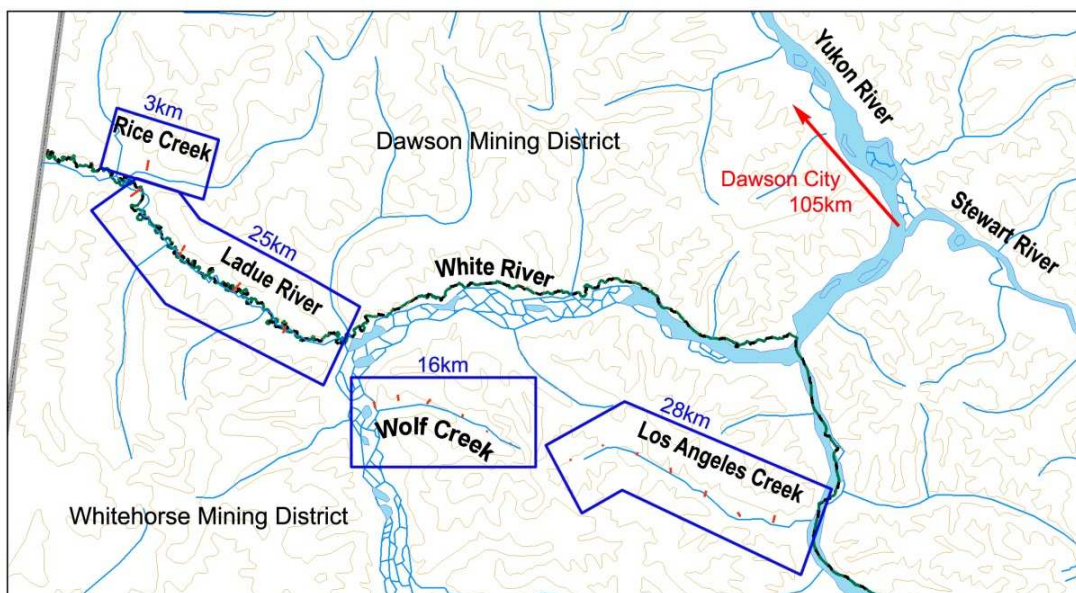 3km
Rice Creek
Dawson Mining District
Yukon River
Dawson City
105km
Stewart River
25km
Ladue River
White River
16km
Wolf Creek
28km
Los Angeles Creek
Whitehorse Mining District